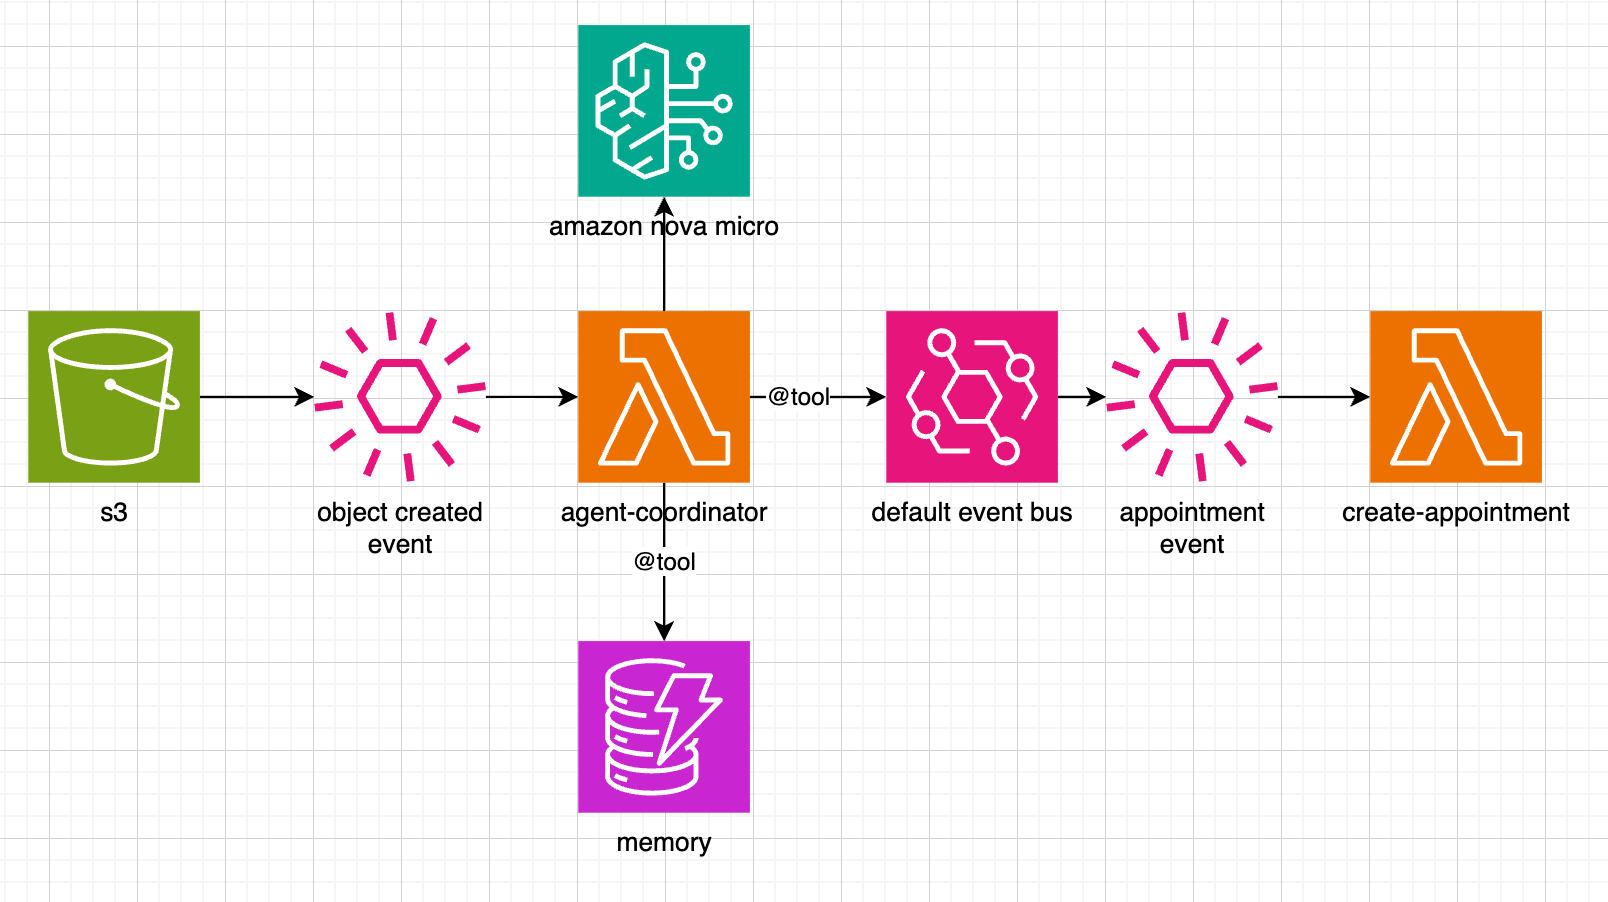 amazon nova micro
@tool
s3
object created
event
agent-coordinator
default event bus
appointment
event
create-appointment
@tool
memory